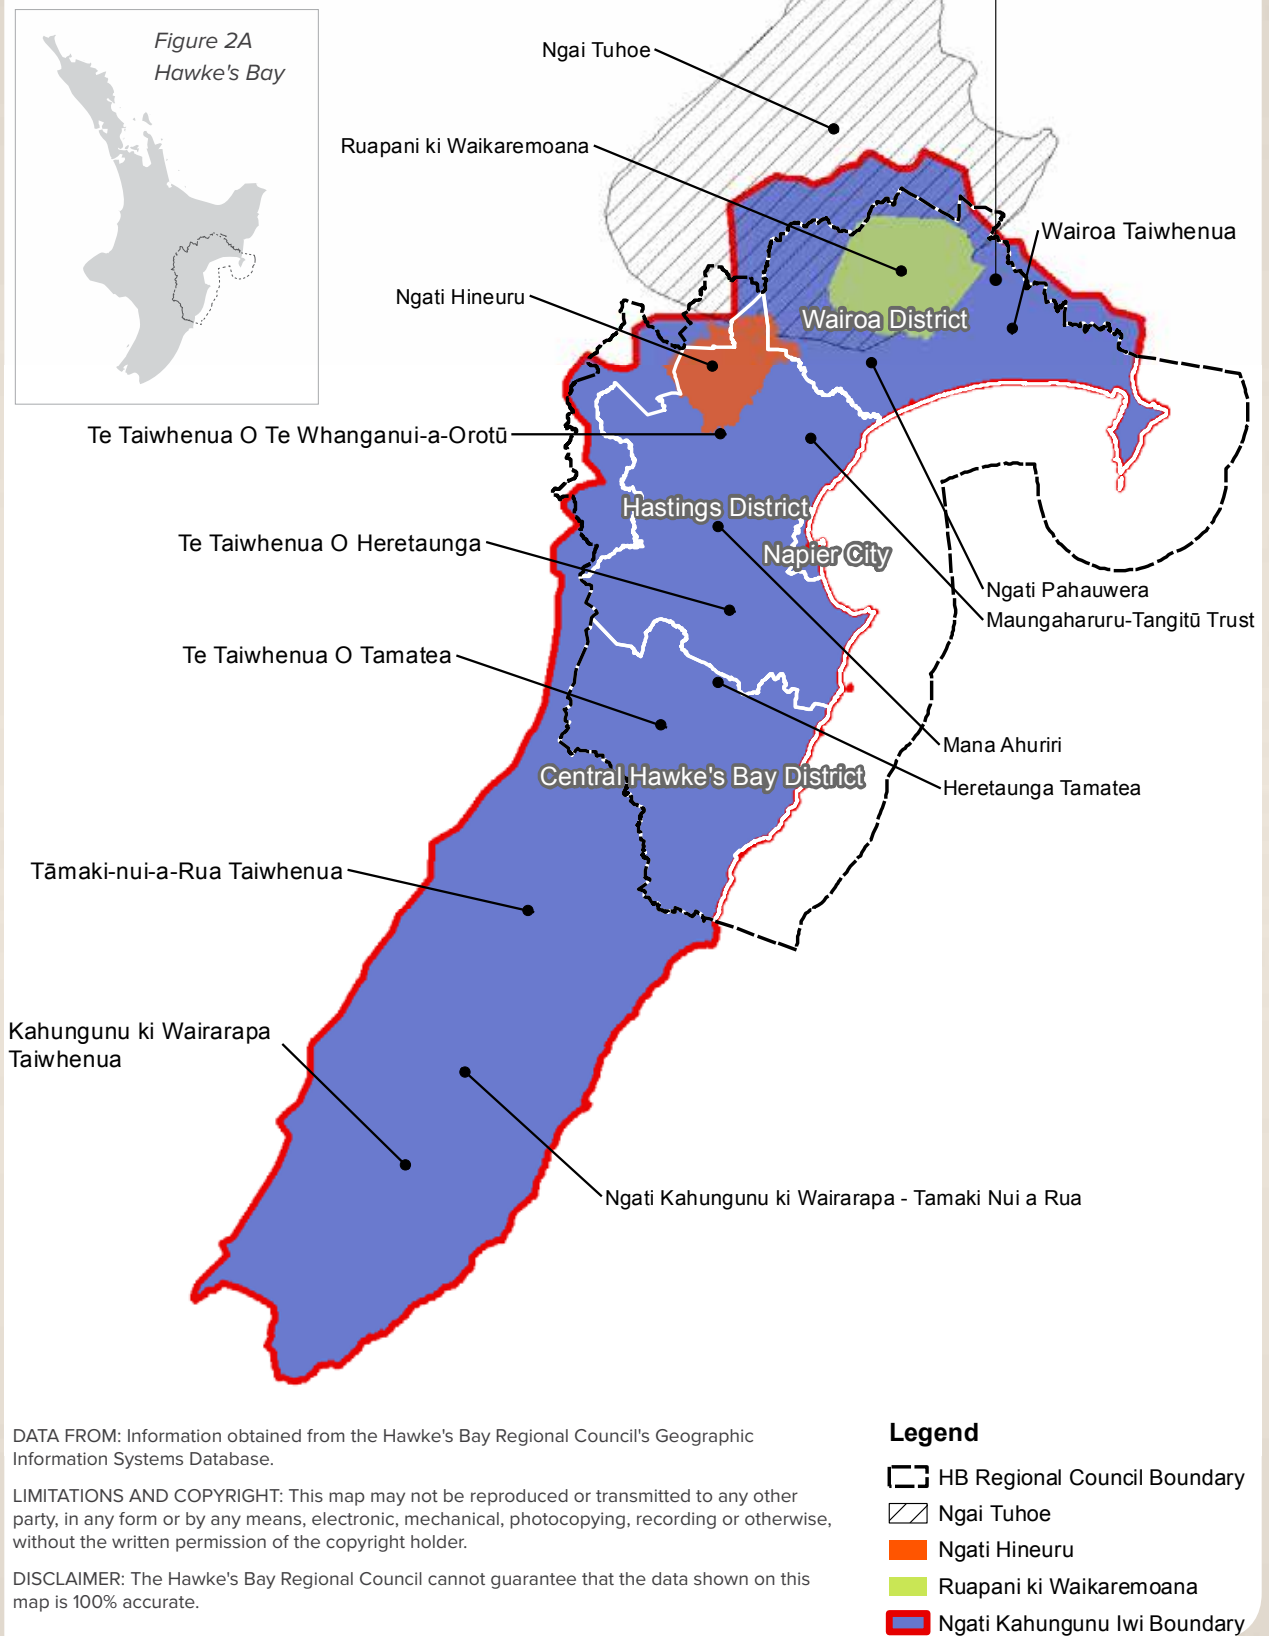 Figure 2A
Hawke's Bay
Ngai Tuhoe
Ruapani ki Waikaremoana
Wairoa Taiwhenua
Ngati Hineuru
Wairoa District
Te Taiwhenua O Te Whanganui-a-Orotū
Hastings District
Te Taiwhenua O Heretaunga
Napier City
Ngati Pahauwera
Maungaharuru-Tangitū Trust
Te Taiwhenua O Tamatea
Mana Ahuriri
Central Hawke's Bay District
Heretaunga Tamatea
Tāmaki-nui-a-Rua Taiwhenua
Kahungunu ki Wairarapa
Taiwhenua
Ngati Kahungunu ki Wairarapa - Tamaki Nui a Rua
DATA FROM: Information obtained from the Hawke's Bay Regional Council's Geographic
Information Systems Database.
LIMITATIONS AND COPYRIGHT: This map may not be reproduced or transmitted to any other
party, in any form or by any means, electronic, mechanical, photocopying, recording or otherwise,
without the written permission of the copyright holder.
DISCLAIMER: The Hawke's Bay Regional Council cannot guarantee that the data shown on this
map is 100% accurate.
Legend
HB Regional Council Boundary
Ngai Tuhoe
Ngati Hineuru
Ruapani ki Waikaremoana
Ngati Kahungunu Iwi Boundary